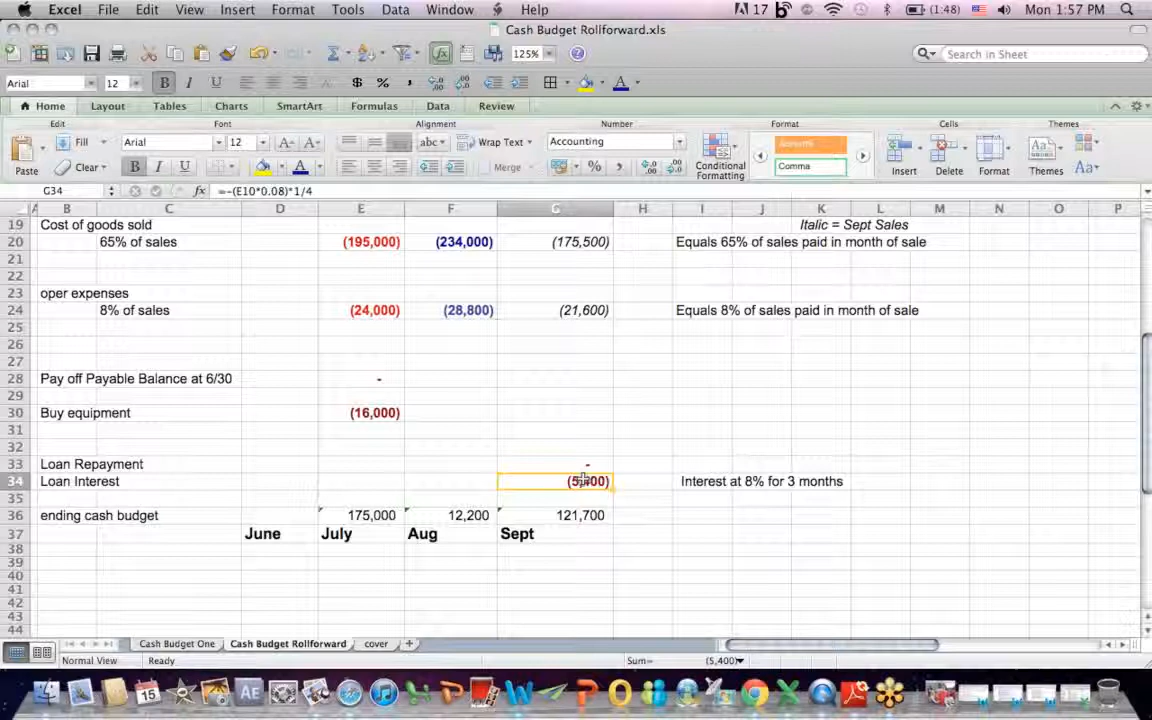 Excel File Edit View Insert Format Tools Data Window Help 17 (1:48) Mon 1:57 PM
Cash Budget Rollforward.xls
125% Search in Sheet
Arial 12 B I U $ % , A
Home Layout Tables Charts SmartArt Formulas Data Review
Edit Font Alignment Number Format Cells Themes
Fill Arial 12 A A abc Wrap Text Accounting
Paste Clear B I U A Merge % , Conditional Formatting Comma Insert Delete Format Themes Aa
G34 fx =-(E10*0.08)*1/4
A B C D E F G H I J K L M N O P
19 Cost of goods sold Italic = Sept Sales
20 65% of sales (195,000) (234,000) (175,500) Equals 65% of sales paid in month of sale
21
22
23 oper expenses
24 8% of sales (24,000) (28,800) (21,600) Equals 8% of sales paid in month of sale
25
26
27
28 Pay off Payable Balance at 6/30 -
29
30 Buy equipment (16,000)
31
32
33 Loan Repayment -
34 Loan Interest (5,400) Interest at 8% for 3 months
35
36 ending cash budget 175,000 12,200 121,700
37 June July Aug Sept
38
39
40
41
42
43
44
Cash Budget One Cash Budget Rollforward cover +
Normal View Ready Sum= (5,400)
15 AE